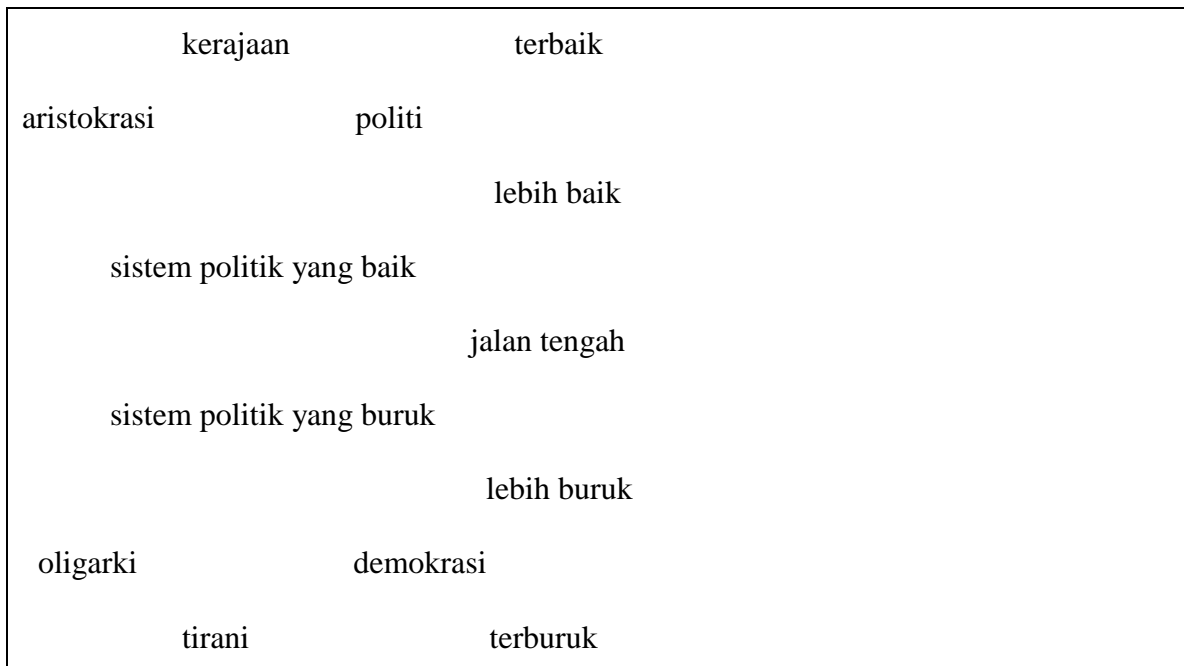 kerajaan terbaik
aristokrasi politi
lebih baik
sistem politik yang baik
jalan tengah
sistem politik yang buruk
lebih buruk
oligarki demokrasi
tirani terburuk